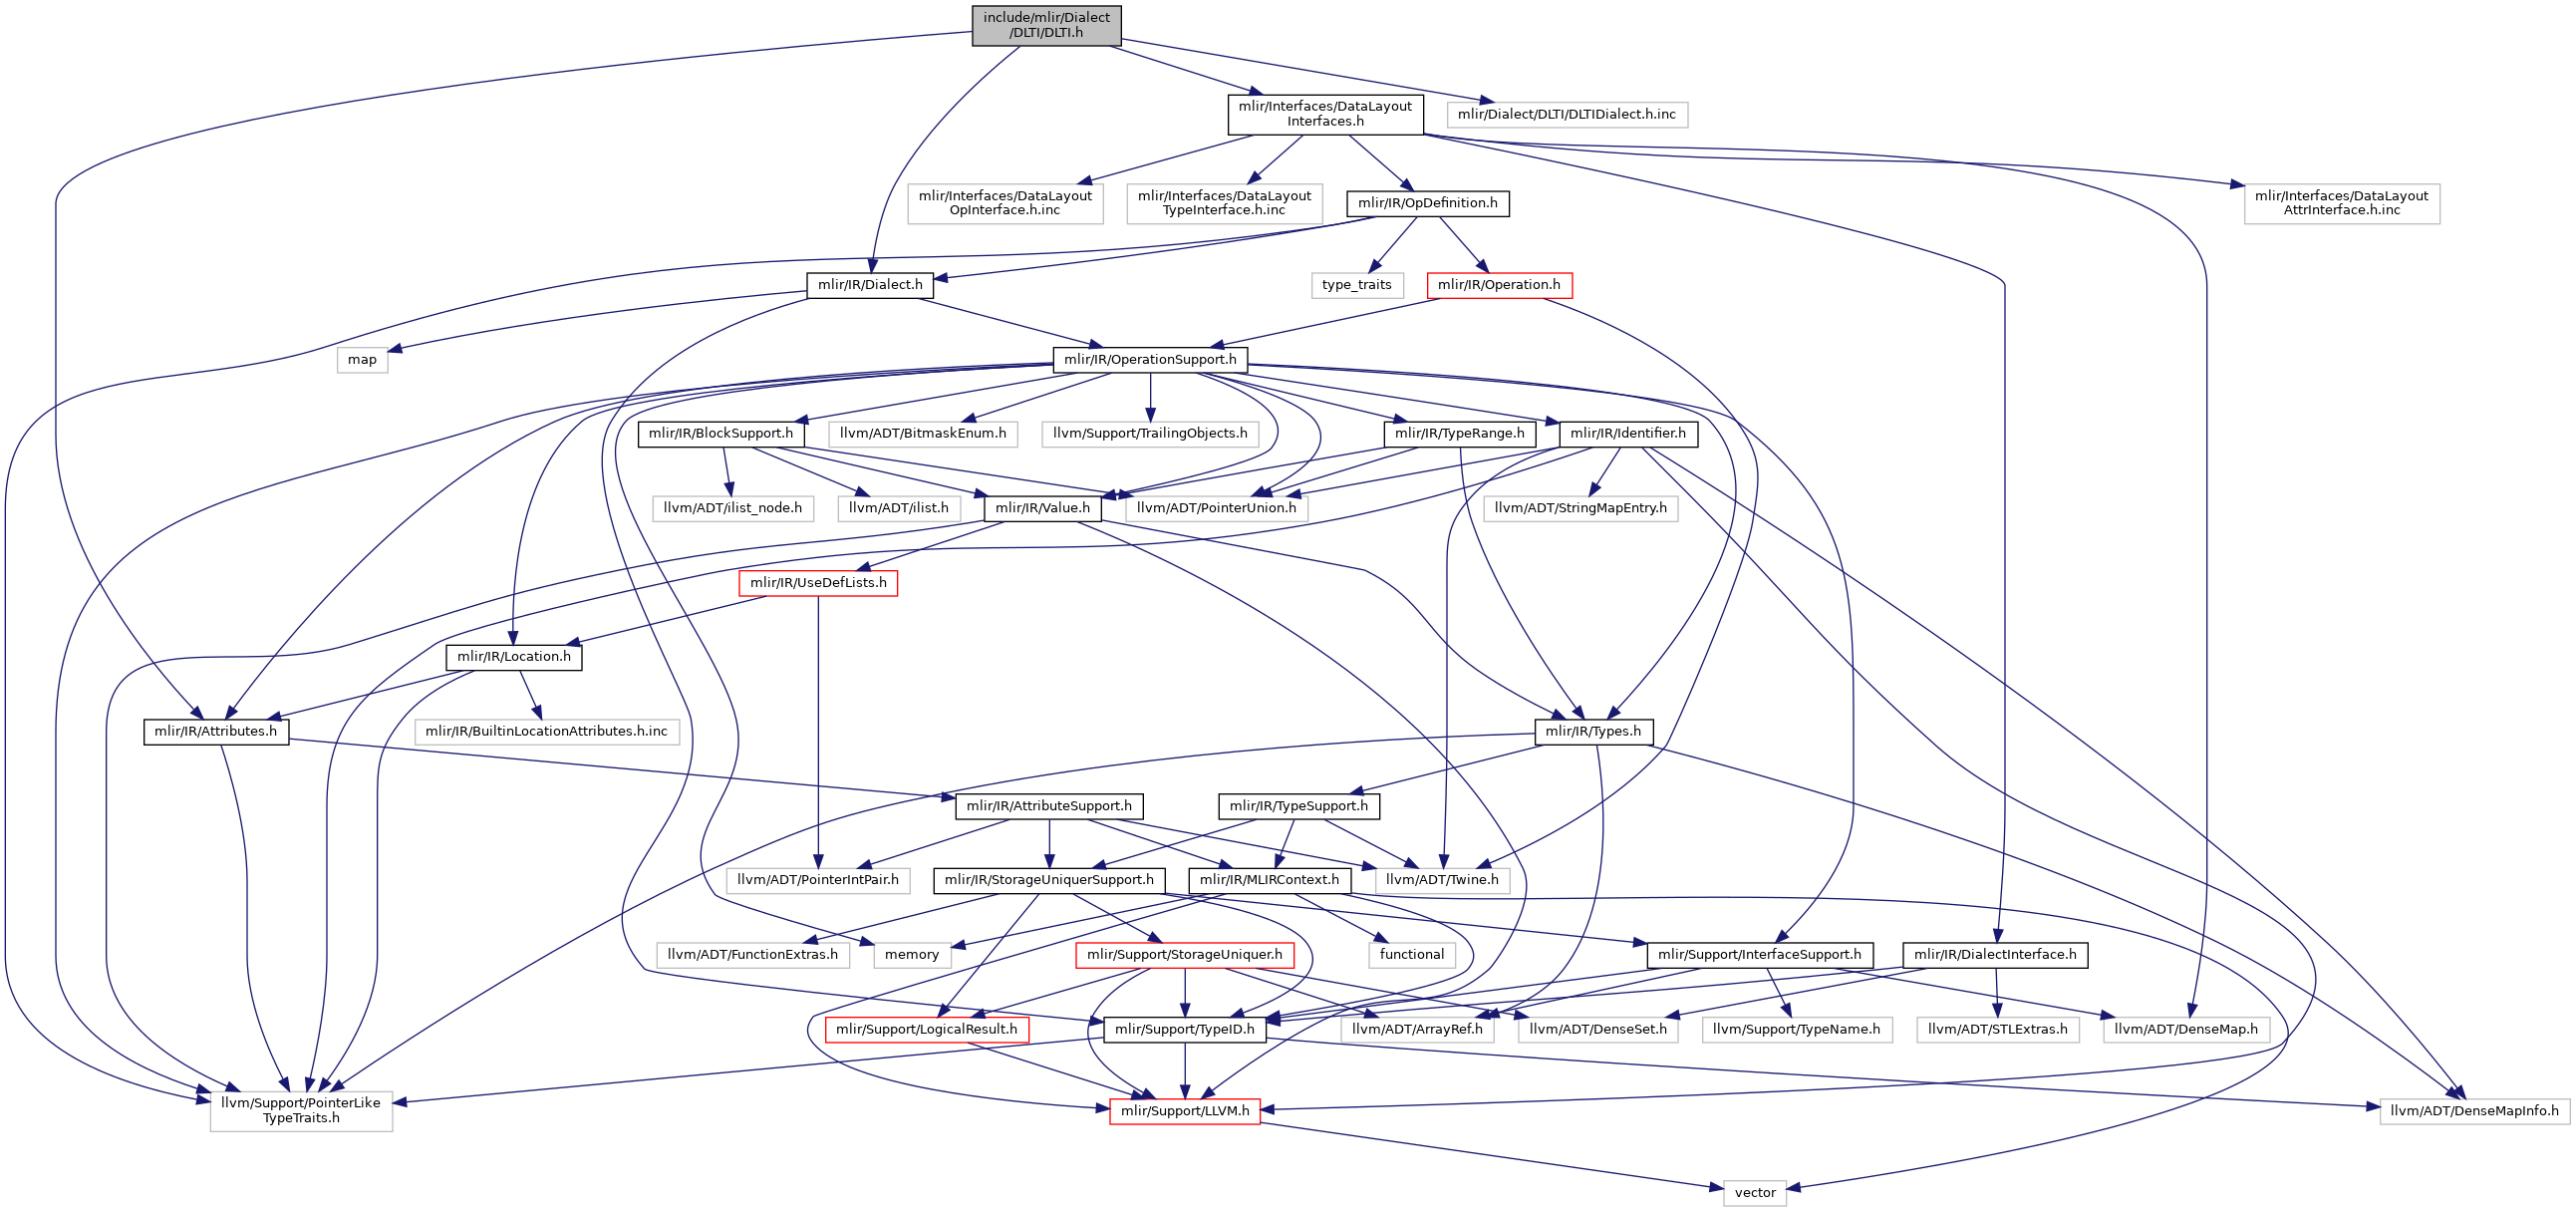 include/mlir/Dialect
/DLTI/DLTI.h
mlir/Interfaces/DataLayout
Interfaces.h
mlir/Dialect/DLTI/DLTIDialect.h.inc
mlir/Interfaces/DataLayout
OpInterface.h.inc
mlir/Interfaces/DataLayout
TypeInterface.h.inc
mlir/IR/OpDefinition.h
mlir/Interfaces/DataLayout
AttrInterface.h.inc
mlir/IR/Dialect.h
type_traits
mlir/IR/Operation.h
map
mlir/IR/OperationSupport.h
mlir/IR/BlockSupport.h
llvm/ADT/BitmaskEnum.h
llvm/Support/TrailingObjects.h
mlir/IR/TypeRange.h
mlir/IR/Identifier.h
llvm/ADT/ilist_node.h
llvm/ADT/ilist.h
mlir/IR/Value.h
llvm/ADT/PointerUnion.h
llvm/ADT/StringMapEntry.h
mlir/IR/UseDefLists.h
mlir/IR/Location.h
mlir/IR/Attributes.h
mlir/IR/BuiltinLocationAttributes.h.inc
mlir/IR/Types.h
mlir/IR/AttributeSupport.h
mlir/IR/TypeSupport.h
llvm/ADT/PointerIntPair.h
mlir/IR/StorageUniquerSupport.h
mlir/IR/MLIRContext.h
llvm/ADT/Twine.h
llvm/ADT/FunctionExtras.h
memory
mlir/Support/StorageUniquer.h
functional
mlir/Support/InterfaceSupport.h
mlir/IR/DialectInterface.h
mlir/Support/LogicalResult.h
mlir/Support/TypeID.h
llvm/ADT/ArrayRef.h
llvm/ADT/DenseSet.h
llvm/Support/TypeName.h
llvm/ADT/STLExtras.h
llvm/ADT/DenseMap.h
llvm/Support/PointerLike
TypeTraits.h
mlir/Support/LLVM.h
llvm/ADT/DenseMapInfo.h
vector